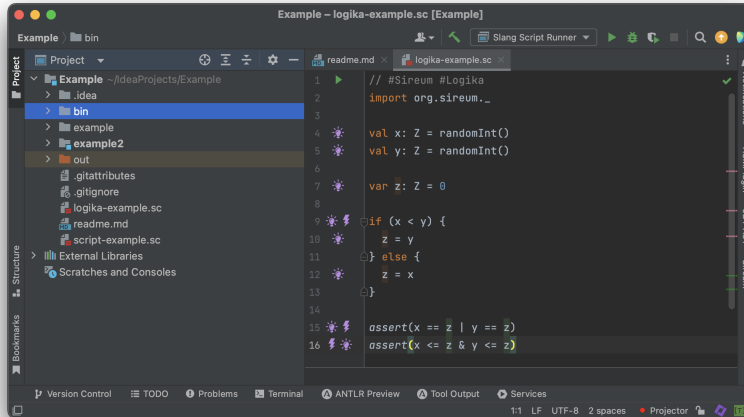 Example – logika-example.sc [Example]
Example
bin
Slang Script Runner
Project
readme.md
logika-example.sc
Project
Example ~/IdeaProjects/Example
.idea
bin
example
example2
out
.gitattributes
.gitignore
logika-example.sc
readme.md
script-example.sc
External Libraries
Scratches and Consoles
Structure
Bookmarks
1 // #Sireum #Logika
2 import org.sireum._
3
4 val x: Z = randomInt()
5 val y: Z = randomInt()
6
7 var z: Z = 0
8
9 if (x < y) {
10 z = y
11 } else {
12 z = x
13 }
14
15 assert(x == z | y == z)
16 assert(x <= z & y <= z)
Version Control
TODO
Problems
Terminal
ANTLR Preview
Tool Output
Services
1:1 LF UTF-8 2 spaces Projector